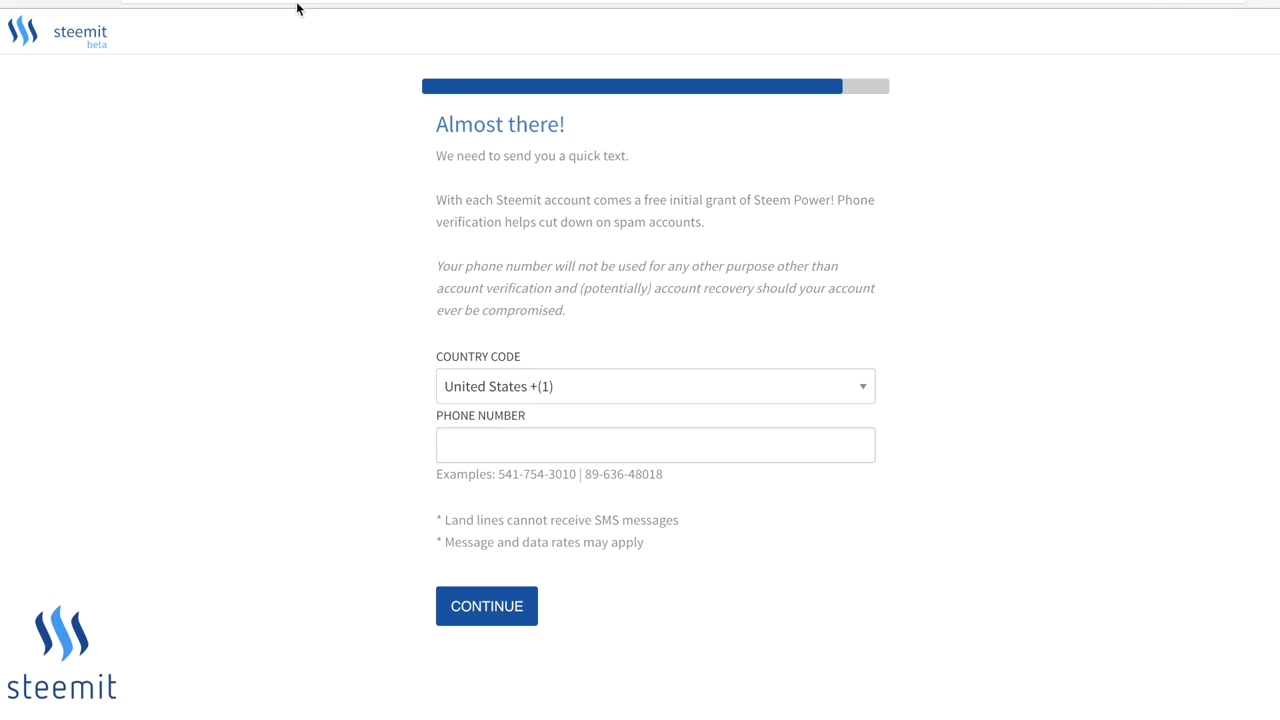 steemit
beta
Almost there!
We need to send you a quick text.
With each Steemit account comes a free initial grant of Steem Power! Phone
verification helps cut down on spam accounts.
Your phone number will not be used for any other purpose other than
account verification and (potentially) account recovery should your account
ever be compromised.
COUNTRY CODE
United States +(1)
PHONE NUMBER
Examples: 541-754-3010 | 89-636-48018
* Land lines cannot receive SMS messages
* Message and data rates may apply
CONTINUE
steemit